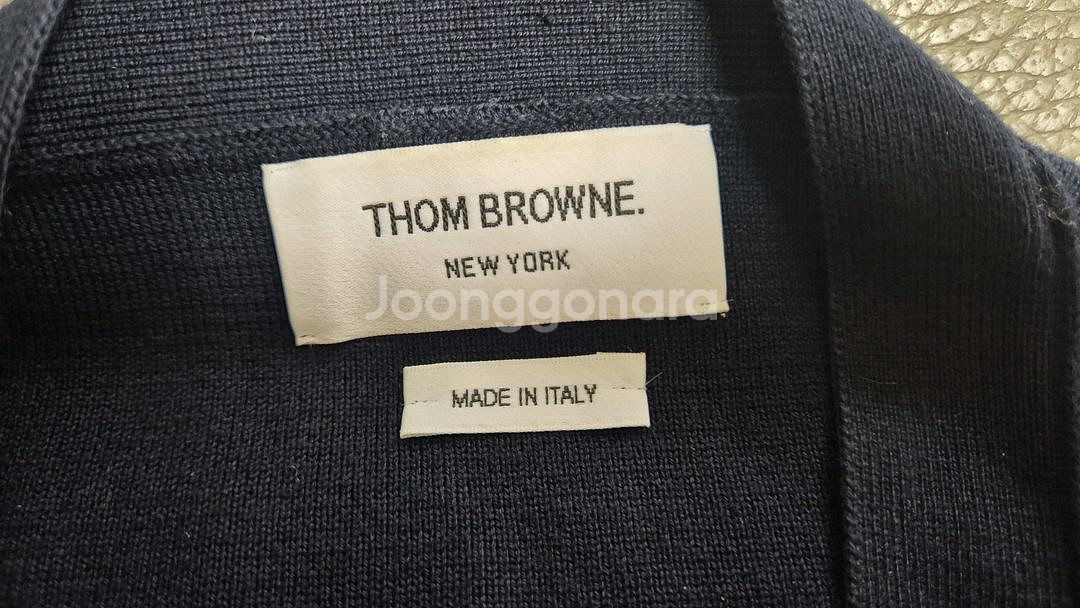 THOM BROWNE.
NEW YORK
Joonggonara
MADE IN ITALY